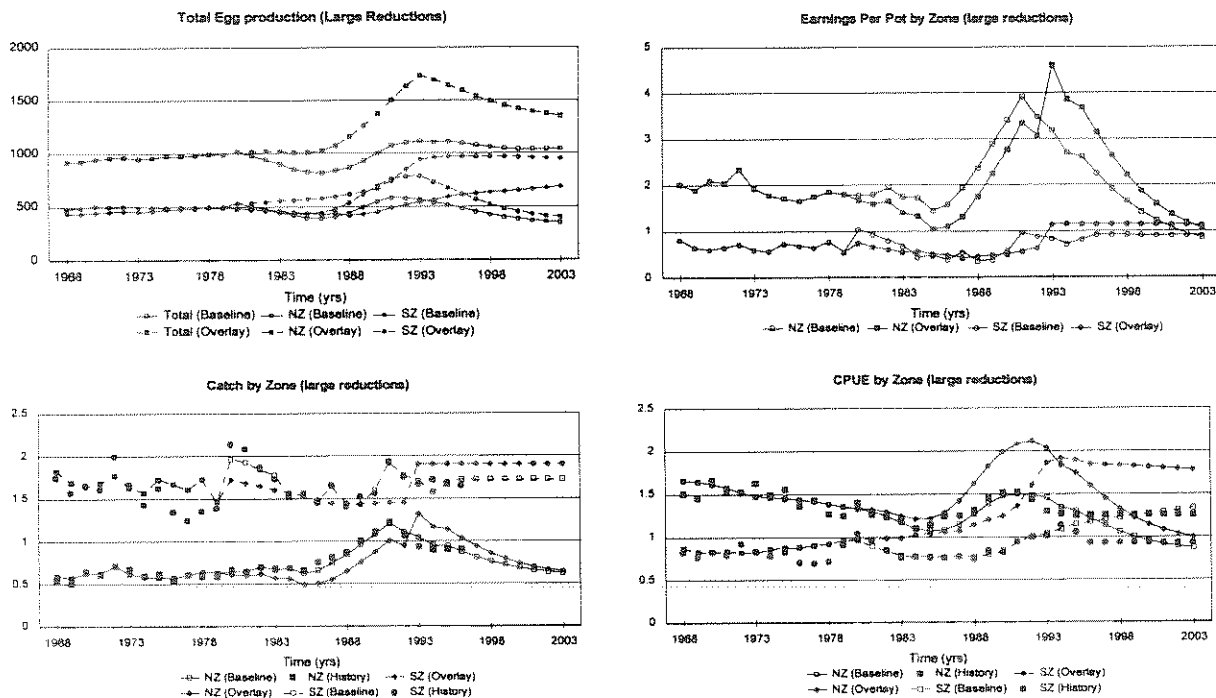 Total Egg production (Large Reductions)
2000
1500
1000
500
0
1968 1973 1978 1983 1988 1993 1998 2003
Time (yrs)
Total (Baseline) NZ (Baseline) SZ (Baseline)
Total (Overlay) NZ (Overlay) SZ (Overlay)
Earnings Per Pot by Zone (large reductions)
5
4
3
2
1
0
1968 1973 1978 1983 1988 1993 1998 2003
Time (yrs)
NZ (Baseline) NZ (Overlay) SZ (Baseline) SZ (Overlay)
Catch by Zone (large reductions)
2.5
2
1.5
1
0.5
0
1968 1973 1978 1983 1988 1993 1998 2003
Time (yrs)
NZ (Baseline) NZ (History) SZ (Overlay)
NZ (Overlay) SZ (Baseline) SZ (History)
CPUE by Zone (large reductions)
2.5
2
1.5
1
0.5
0
1968 1973 1978 1983 1988 1993 1998 2003
Time (yrs)
NZ (Baseline) NZ (History) SZ (Overlay)
NZ (Overlay) SZ (Baseline) SZ (History)